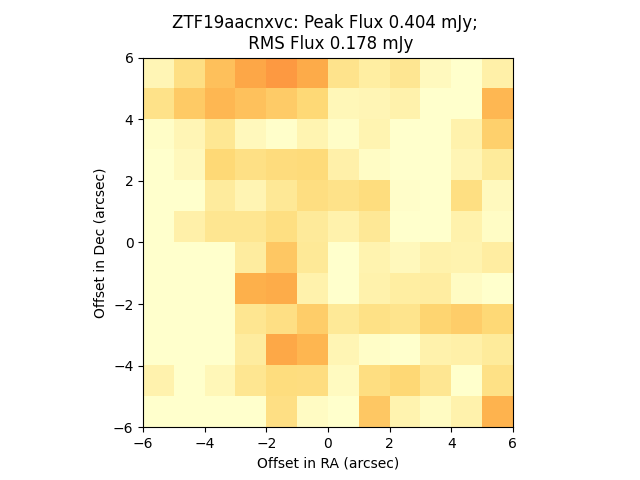 ZTF19aacnxvc: Peak Flux 0.404 mJy;
RMS Flux 0.178 mJy
6
4
2
0
−2
−4
−6
Offset in Dec (arcsec)
−6 −4 −2 0 2 4 6
Offset in RA (arcsec)